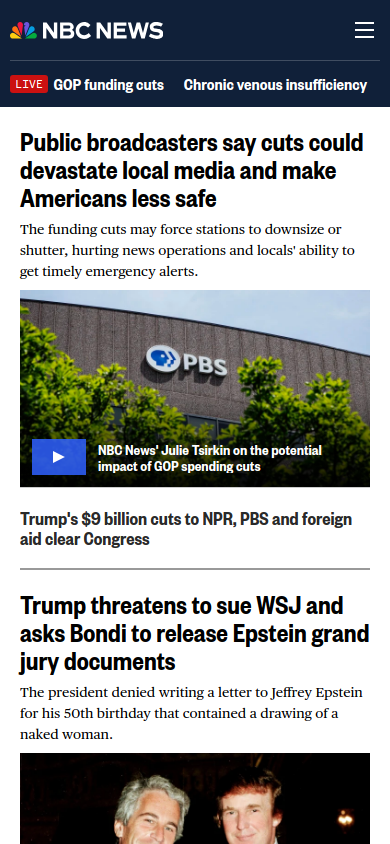 NBC NEWS
LIVE GOP funding cuts Chronic venous insufficiency
Public broadcasters say cuts could
devastate local media and make
Americans less safe
The funding cuts may force stations to downsize or
shutter, hurting news operations and locals' ability to
get timely emergency alerts.
PBS
NBC News' Julie Tsirkin on the potential
impact of GOP spending cuts
Trump's $9 billion cuts to NPR, PBS and foreign
aid clear Congress
Trump threatens to sue WSJ and
asks Bondi to release Epstein grand
jury documents
The president denied writing a letter to Jeffrey Epstein
for his 50th birthday that contained a drawing of a
naked woman.